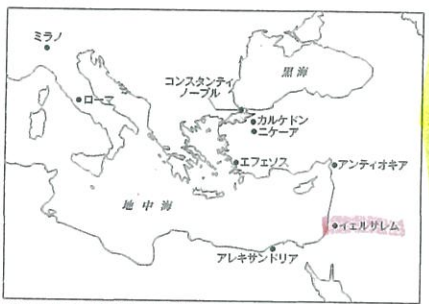 ミラノ
黒海
コンスタンティ
ノープル
ローマ
カルケドン
ニケーア
エフェソス
アンティオキア
地中海
イェルサレム
アレキサンドリア